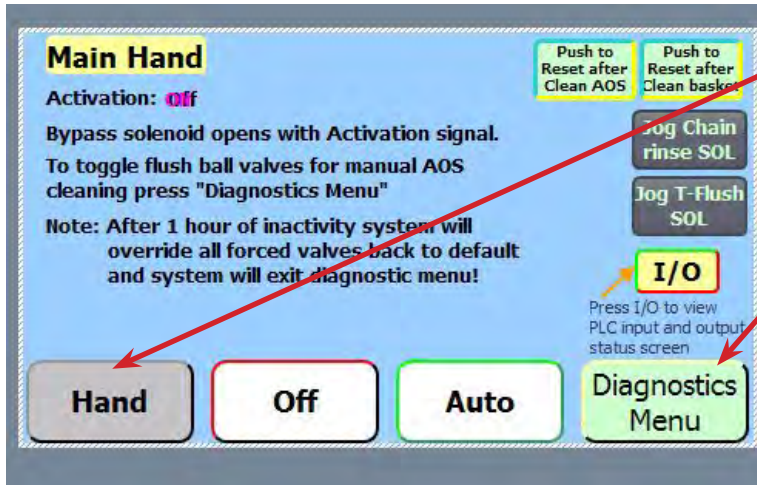 Main Hand
Push to
Reset after
Clean AOS
Push to
Reset after
Clean basket
Activation: Off
Bypass solenoid opens with Activation signal.
Jog Chain
rinse SOL
To toggle flush ball valves for manual AOS
cleaning press "Diagnostics Menu"
Jog T-Flush
SOL
Note: After 1 hour of inactivity system will
override all forced valves back to default
and system will exit diagnostic menu!
I/O
Press I/O to view
PLC input and output
status screen
Hand
Off
Auto
Diagnostics
Menu